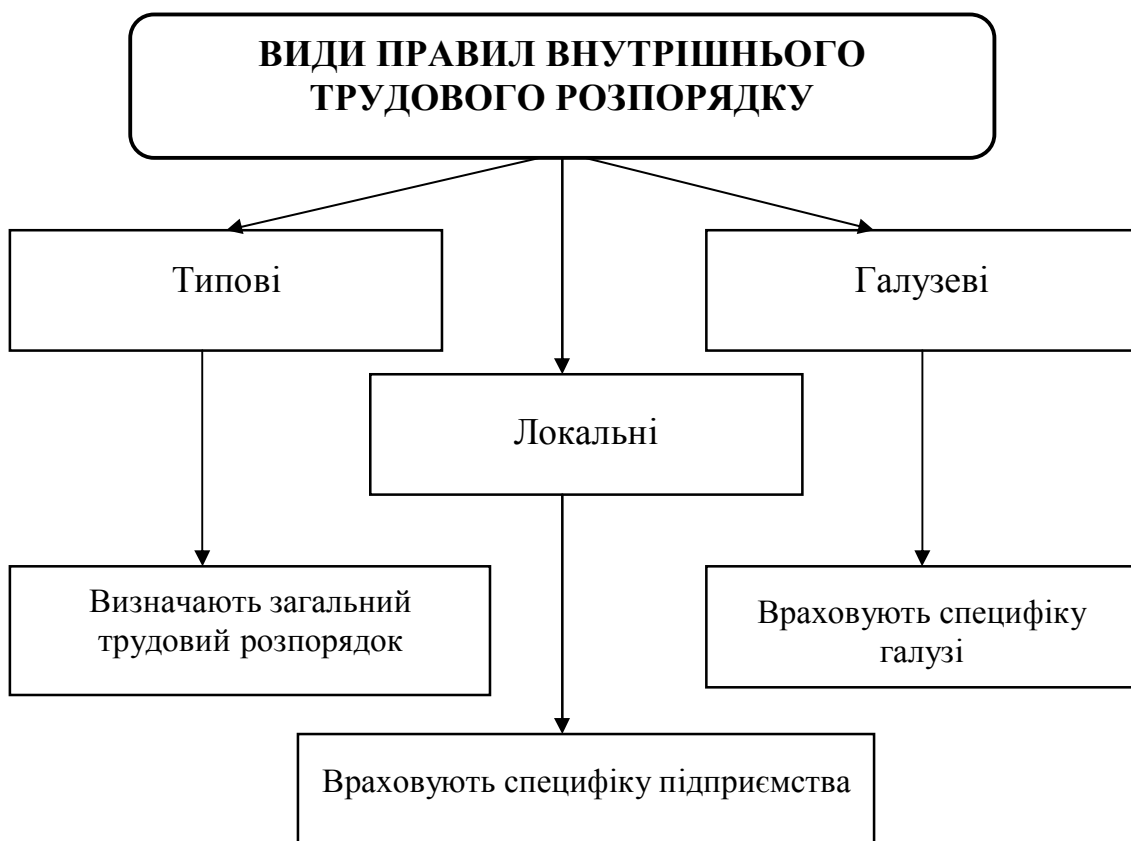 ВИДИ ПРАВИЛ ВНУТРІШНЬОГО
ТРУДОВОГО РОЗПОРЯДКУ
Типові
Галузеві
Локальні
Визначають загальний
трудовий розпорядок
Враховують специфіку
галузі
Враховують специфіку підприємства